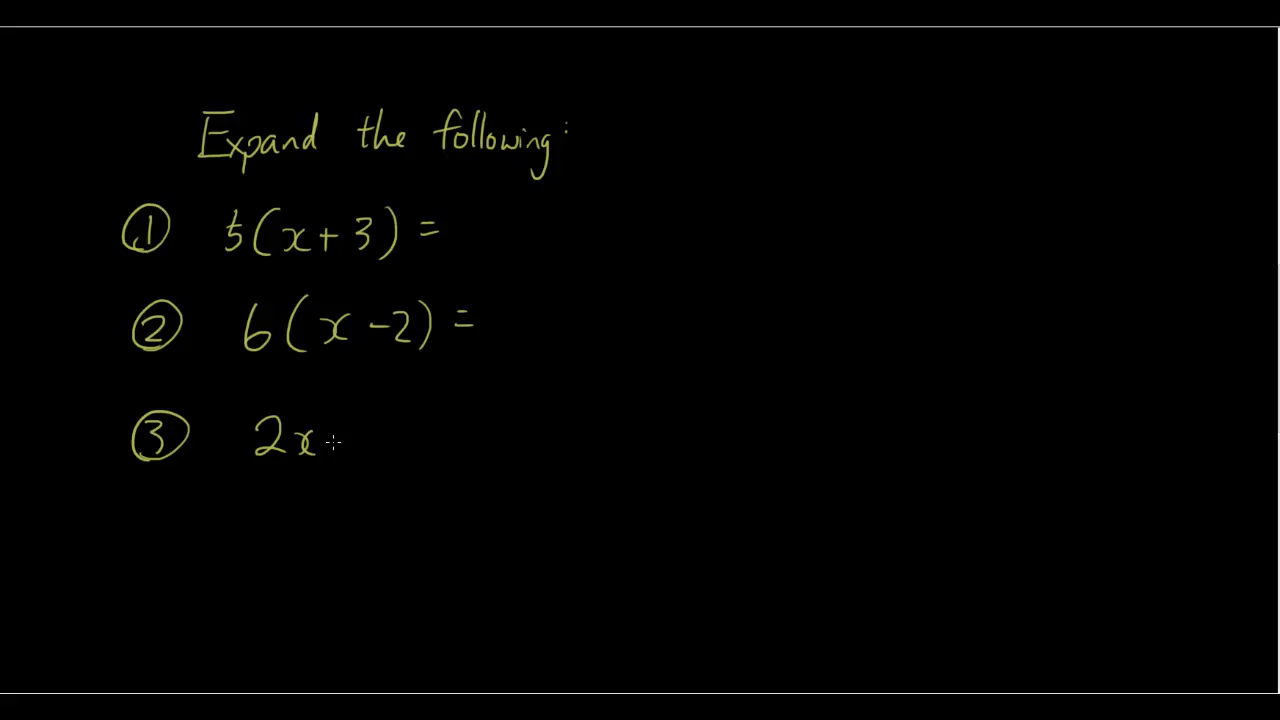 Expand the following:
① 5(x+3) =
② 6(x-2) =
③ 2x